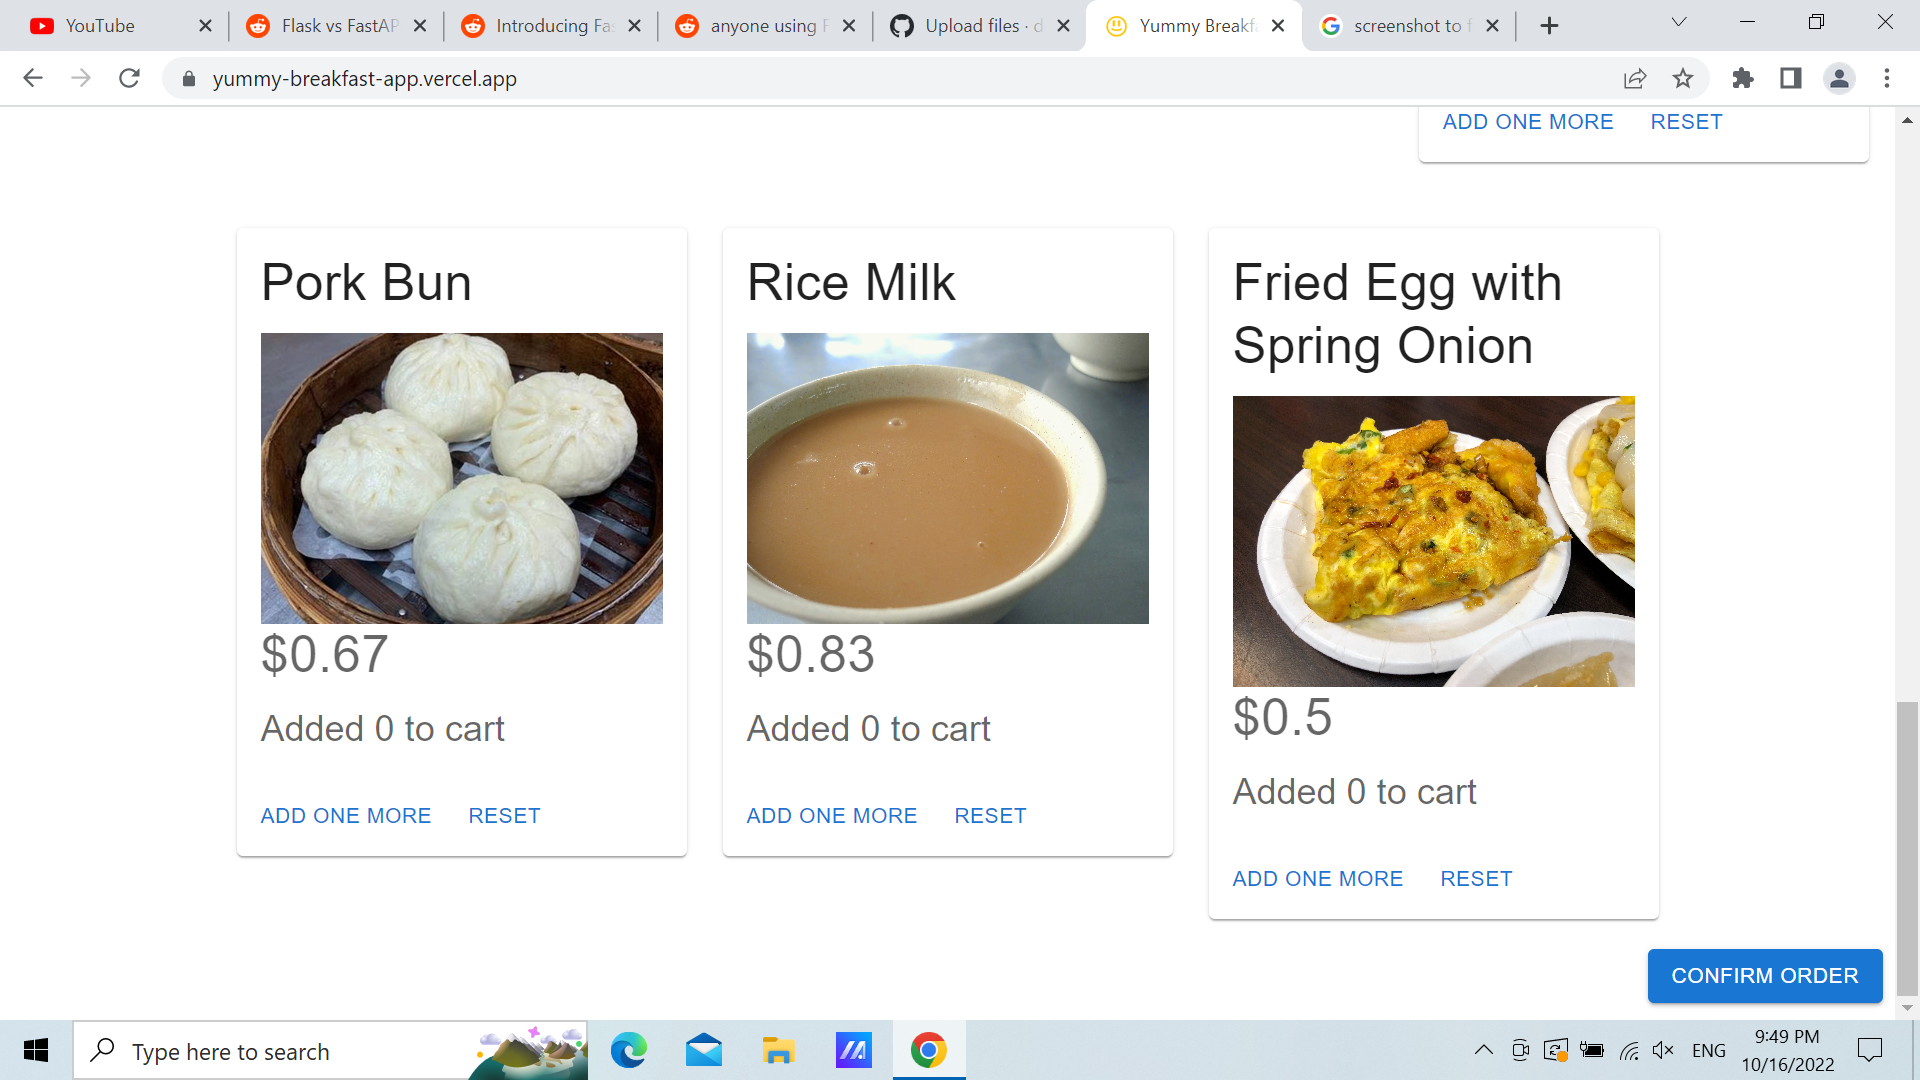 YouTube
Flask vs FastAP
Introducing Fas
anyone using F
Upload files · d
Yummy Breakfa
screenshot to f
yummy-breakfast-app.vercel.app
ADD ONE MORE RESET
Pork Bun
$0.67
Added 0 to cart
ADD ONE MORE RESET
Rice Milk
$0.83
Added 0 to cart
ADD ONE MORE RESET
Fried Egg with
Spring Onion
$0.5
Added 0 to cart
ADD ONE MORE RESET
CONFIRM ORDER
Type here to search
ENG
9:49 PM
10/16/2022